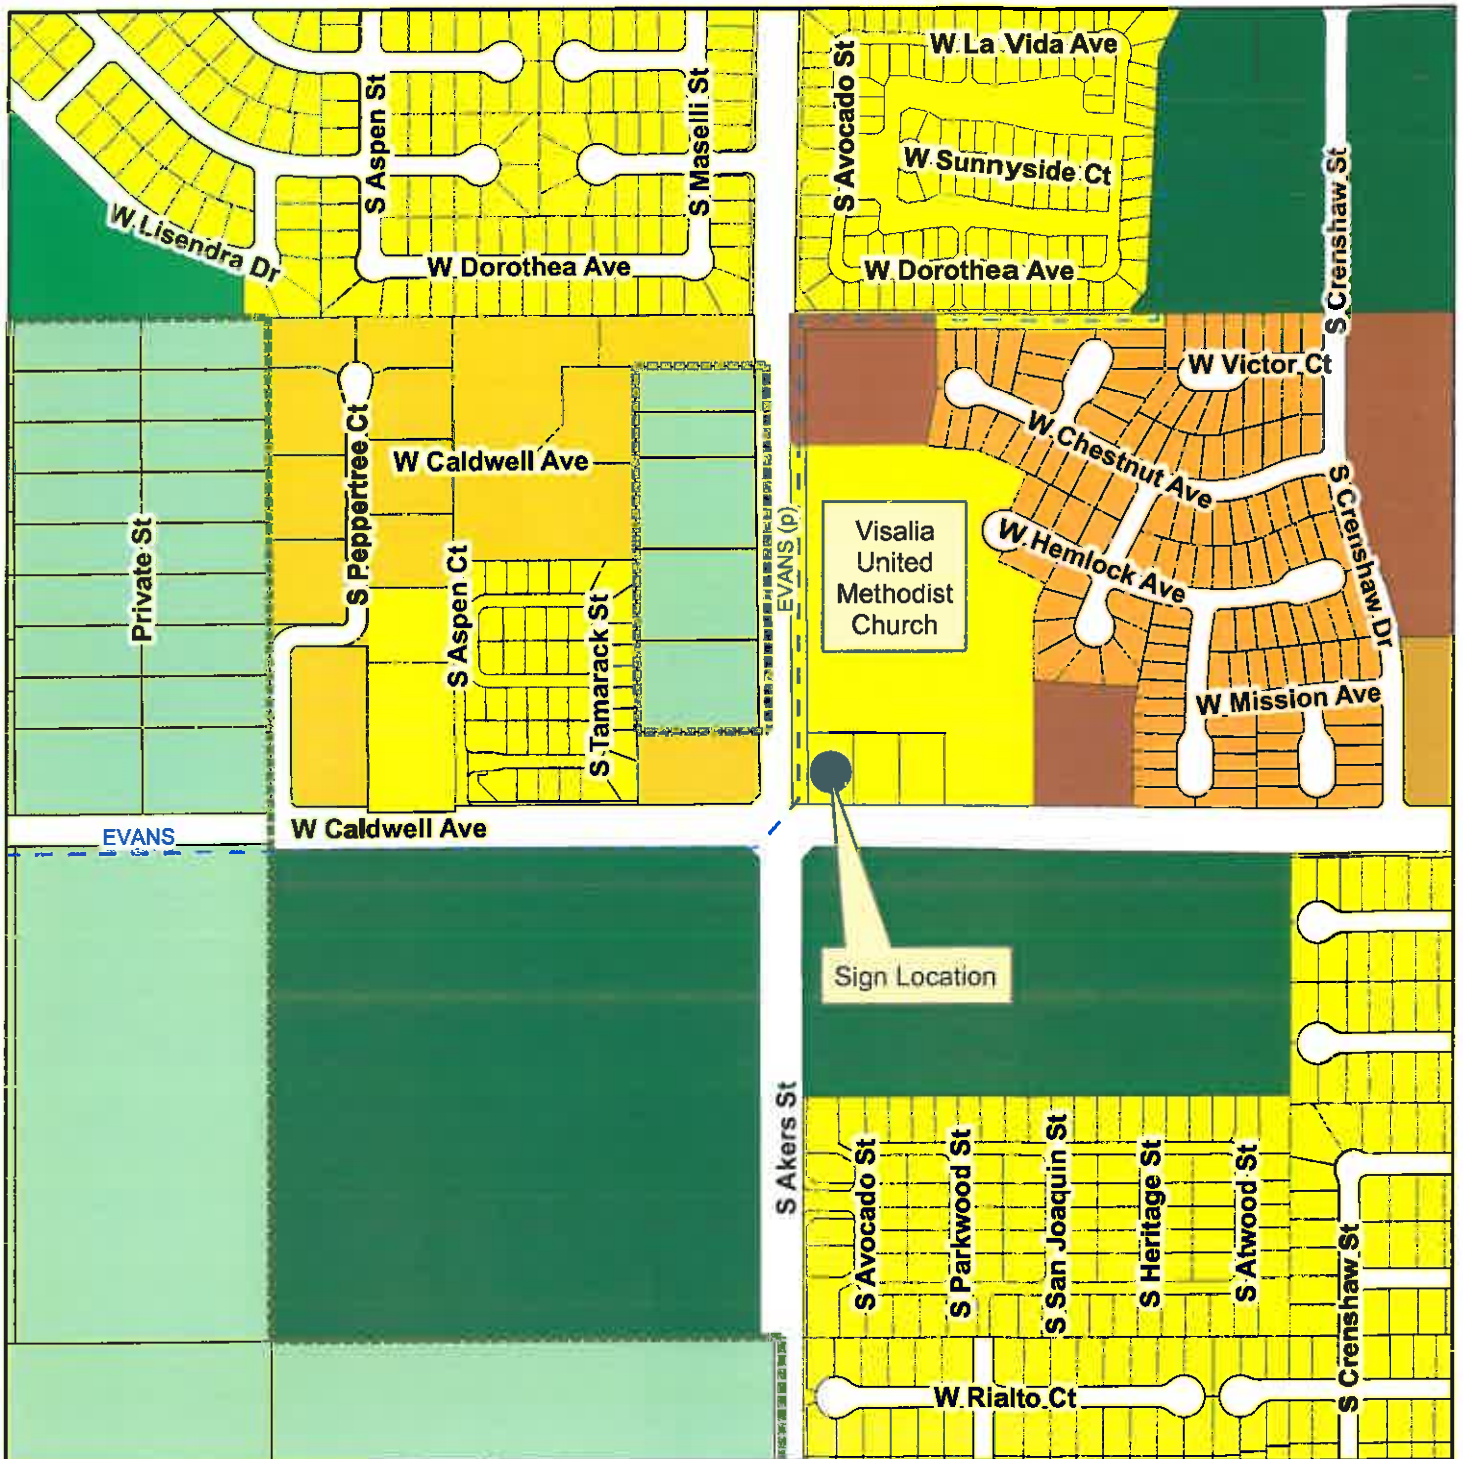 W La Vida Ave
S Avocado St
S Aspen St
S Maselli St
W Sunnyside Ct
S Crenshaw St
W Lisendra Dr
W Dorothea Ave
W Dorothea Ave
W Victor Ct
S Peppertree Ct
W Caldwell Ave
W Chestnut Ave
S Crenshaw Dr
Private St
EVANS (p)
Visalia
United
Methodist
Church
W Hemlock Ave
S Aspen Ct
S Tamarack St
W Mission Ave
EVANS
W Caldwell Ave
Sign Location
S Akers St
S Avocado St
S Parkwood St
S San Joaquin St
S Heritage St
S Atwood St
S Crenshaw St
W Rialto Ct